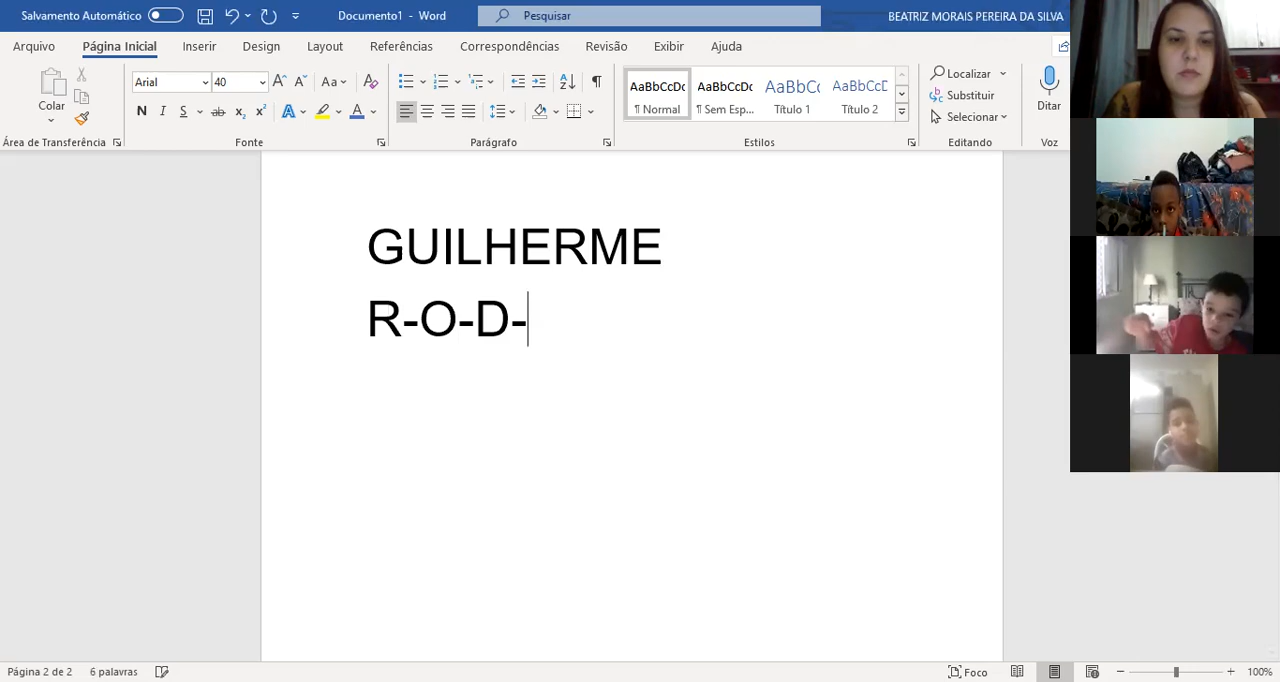 Salvamento Automático
Documento1 - Word
Pesquisar
BEATRIZ MORAIS PEREIRA DA SILVA
Arquivo Página Inicial Inserir Design Layout Referências Correspondências Revisão Exibir Ajuda
Colar
Arial 40
AaBbCcDc AaBbCcDc AaBbCc AaBbCcD
¶ Normal ¶ Sem Esp... Título 1 Título 2
Localizar
Substituir
Selecionar
Ditar
Área de Transferência Fonte Parágrafo Estilos Editando Voz
GUILHERME
R-O-D-
Página 2 de 2 6 palavras Foco 100%